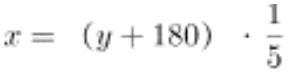 x = (y + 180) · 1/5